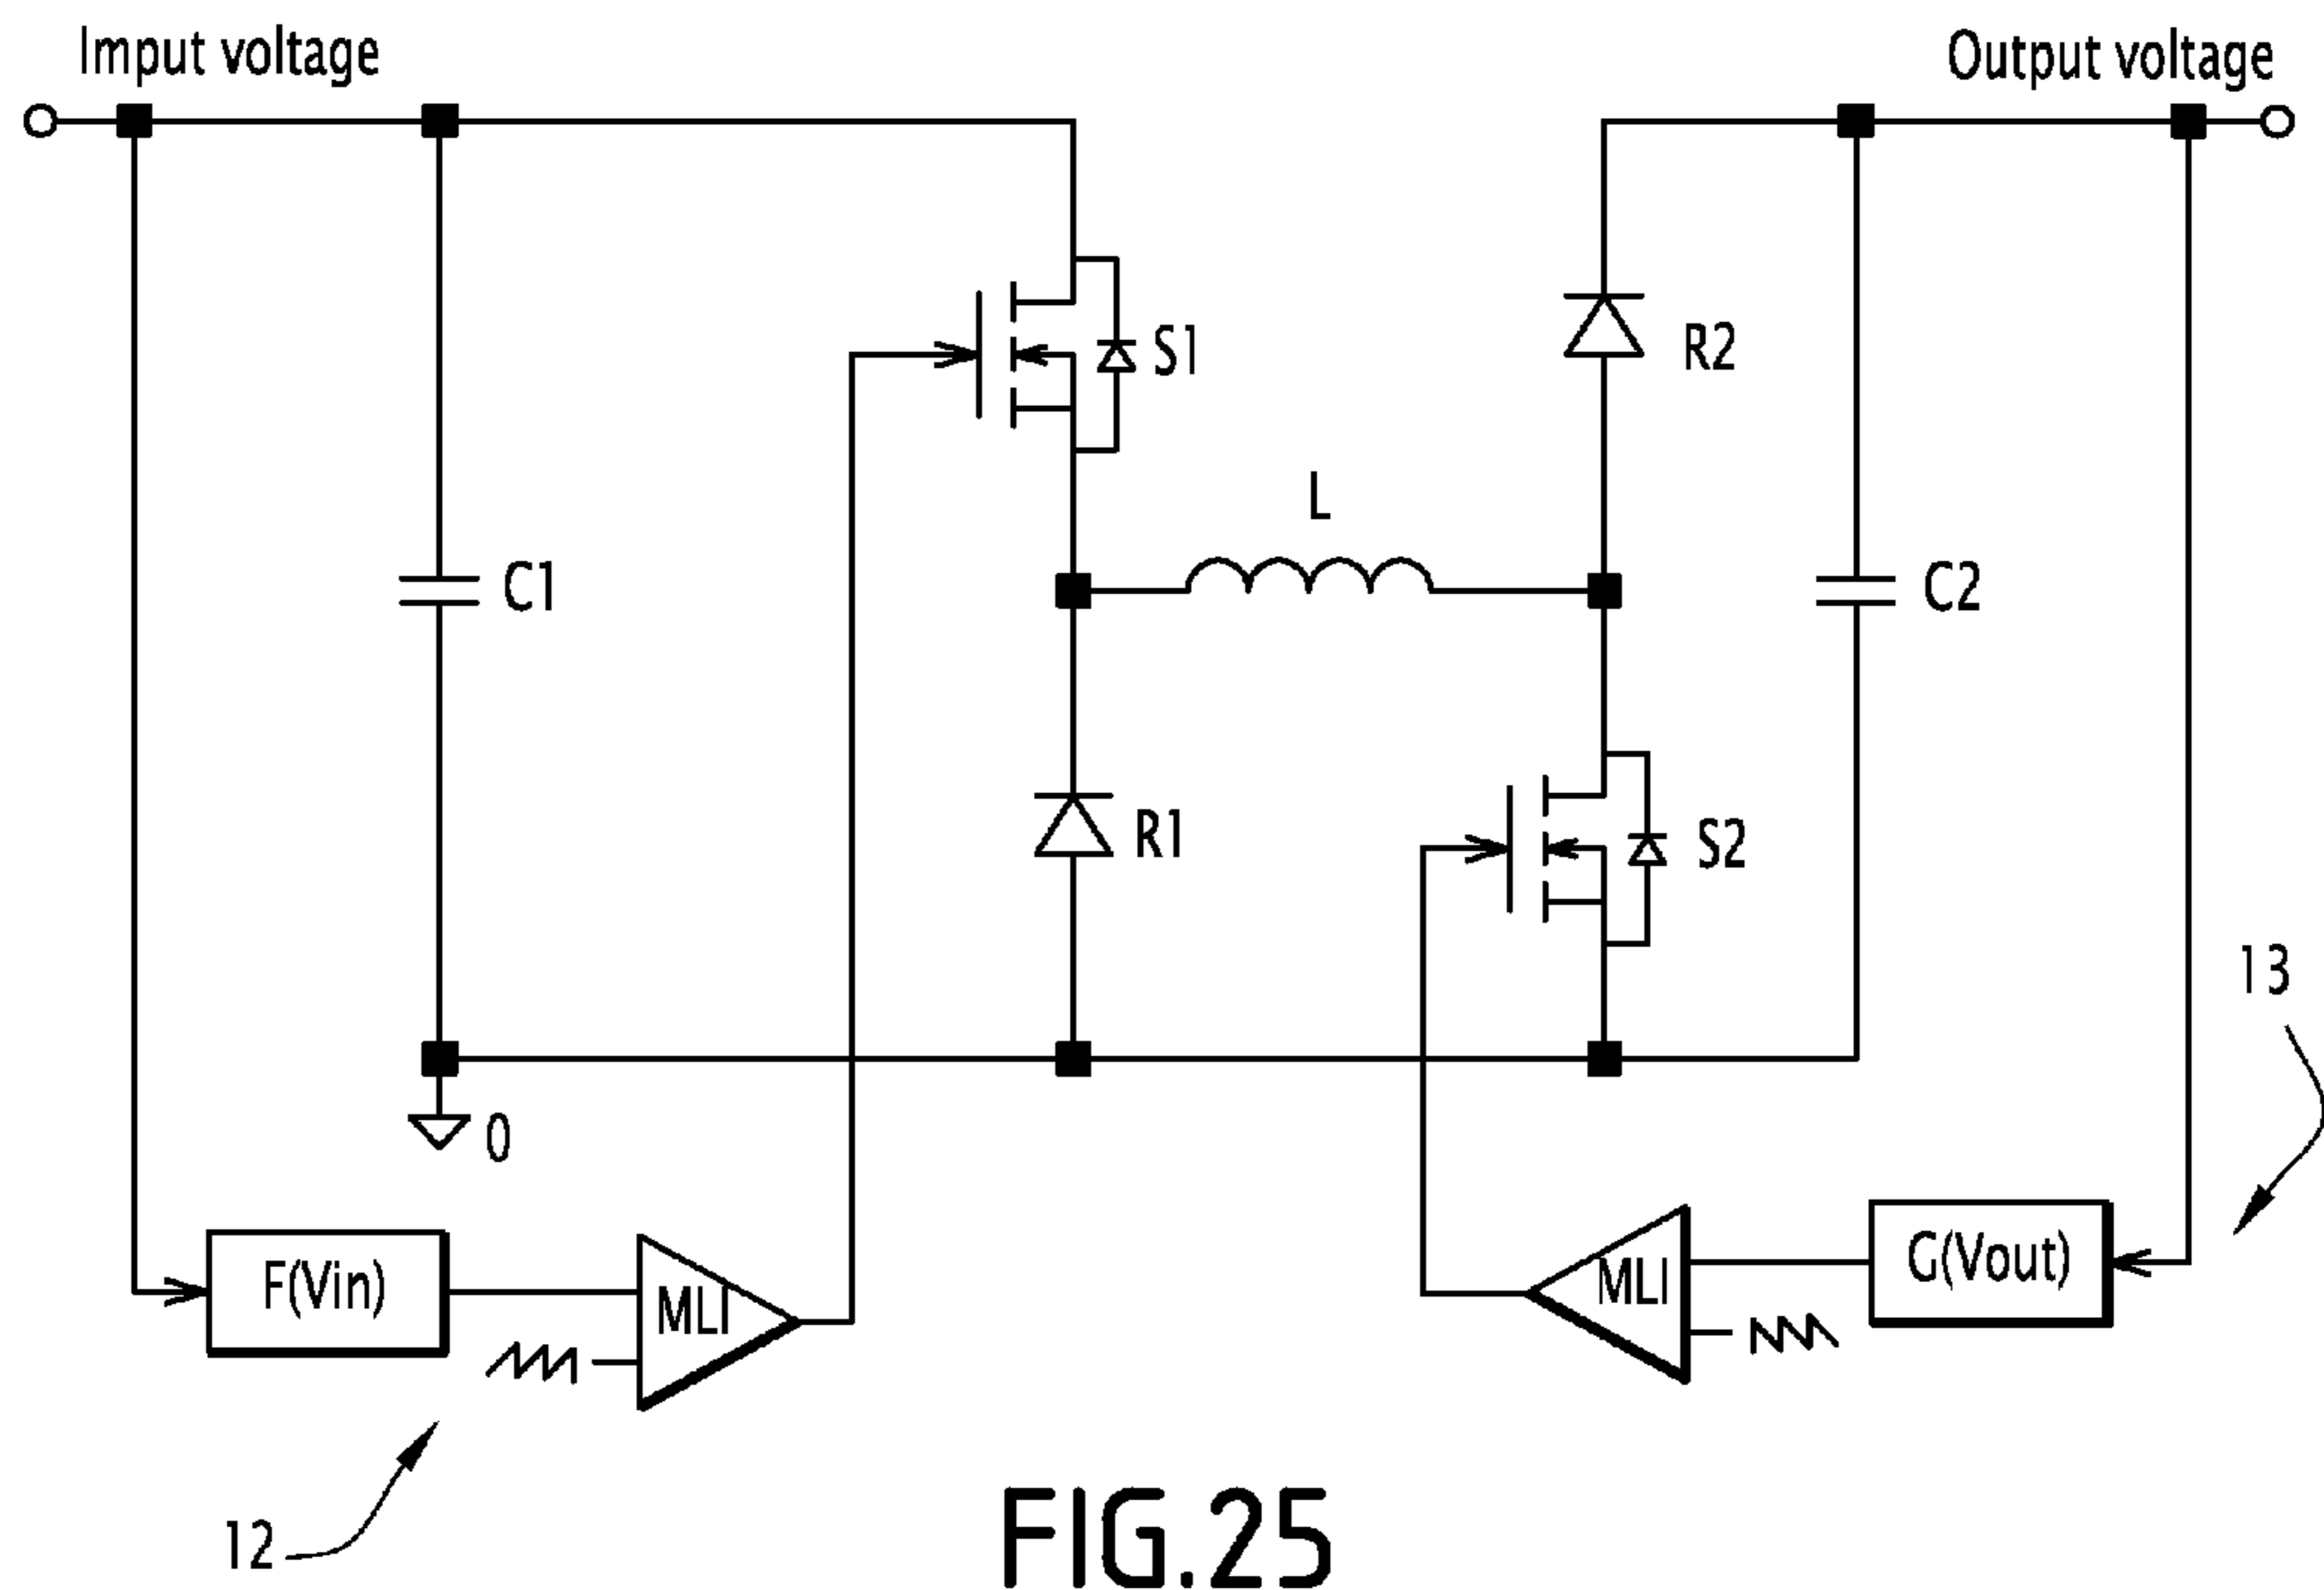 Imput voltage
Output voltage
S1
R2
L
C1
C2
R1
S2
13
0
F(Vin)
MLI
MLI
G(Vout)
12
FIG.25